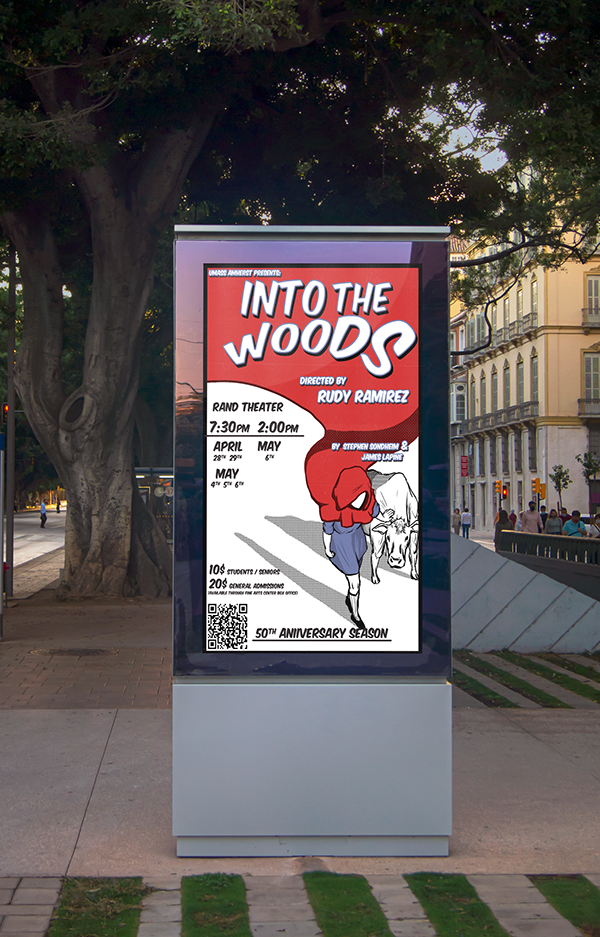 UMASS AMHERST PRESENTS:
INTO THE
WOODS
DIRECTED BY
RUDY RAMIREZ
RAND THEATER
7:30PM 2:00PM
APRIL MAY
28TH 29TH 6TH
MAY
4TH 5TH 6TH
BY STEPHEN SONDHEIM &
JAMES LAPINE
10$ STUDENTS / SENIORS
20$ GENERAL ADMISSIONS
(AVAILABLE THROUGH FINE ARTS CENTER BOX OFFICE)
50TH ANIVERSARY SEASON